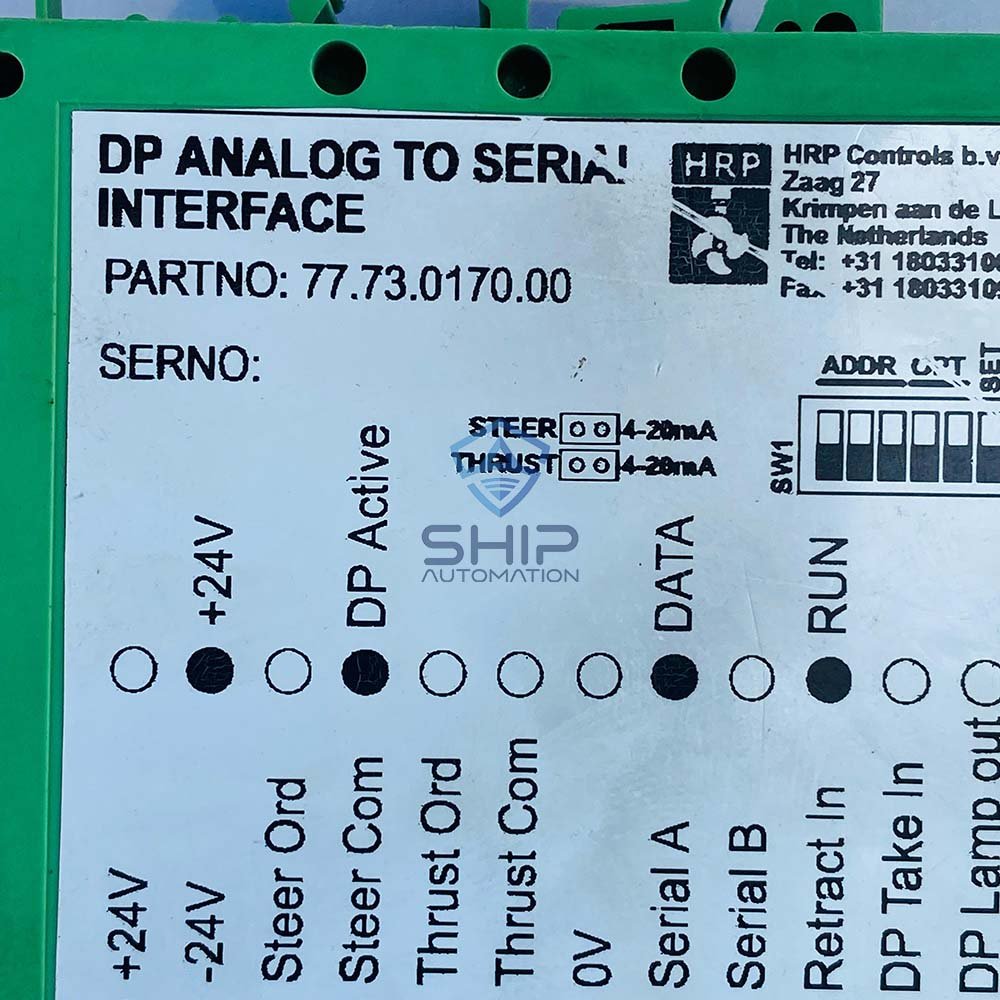 DP ANALOG TO SERIAL
INTERFACE
PARTNO: 77.73.0170.00
SERNO:
HRP
HRP Controls b.v
Zaag 27
Krimpen aan de L
The Netherlands
Tel: +31 18033100
Fax +31 1803310
ADDR OPT SET
SW1
STEER 4-20mA
THRUST 4-20mA
SHIP
AUTOMATION
+24V
DP Active
DATA
RUN
+24V
-24V
Steer Ord
Steer Com
Thrust Ord
Thrust Com
0V
Serial A
Serial B
Retract In
DP Take In
DP Lamp out